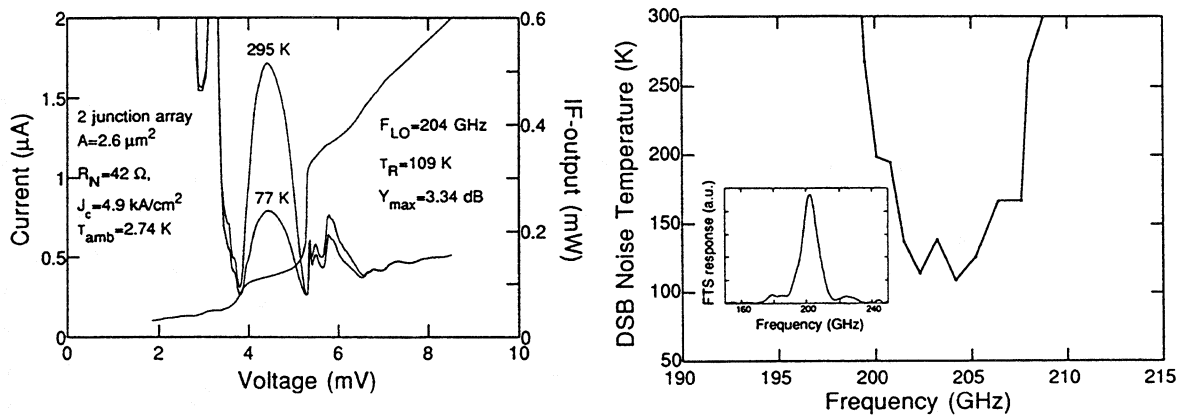 2
1.5
1
0.5
0
Current (μA)
0 2 4 6 8 10
Voltage (mV)
0.6
0.4
0.2
0
IF-output (mW)
295 K
77 K
2 junction array
A=2.6 μm²
R_N=42 Ω,
J_c=4.9 kA/cm²
T_amb=2.74 K
F_LO=204 GHz
T_R=109 K
Y_max=3.34 dB
300
250
200
150
100
50
DSB Noise Temperature (K)
190 195 200 205 210 215
Frequency (GHz)
FTS response (a.u.)
160 200 240
Frequency (GHz)